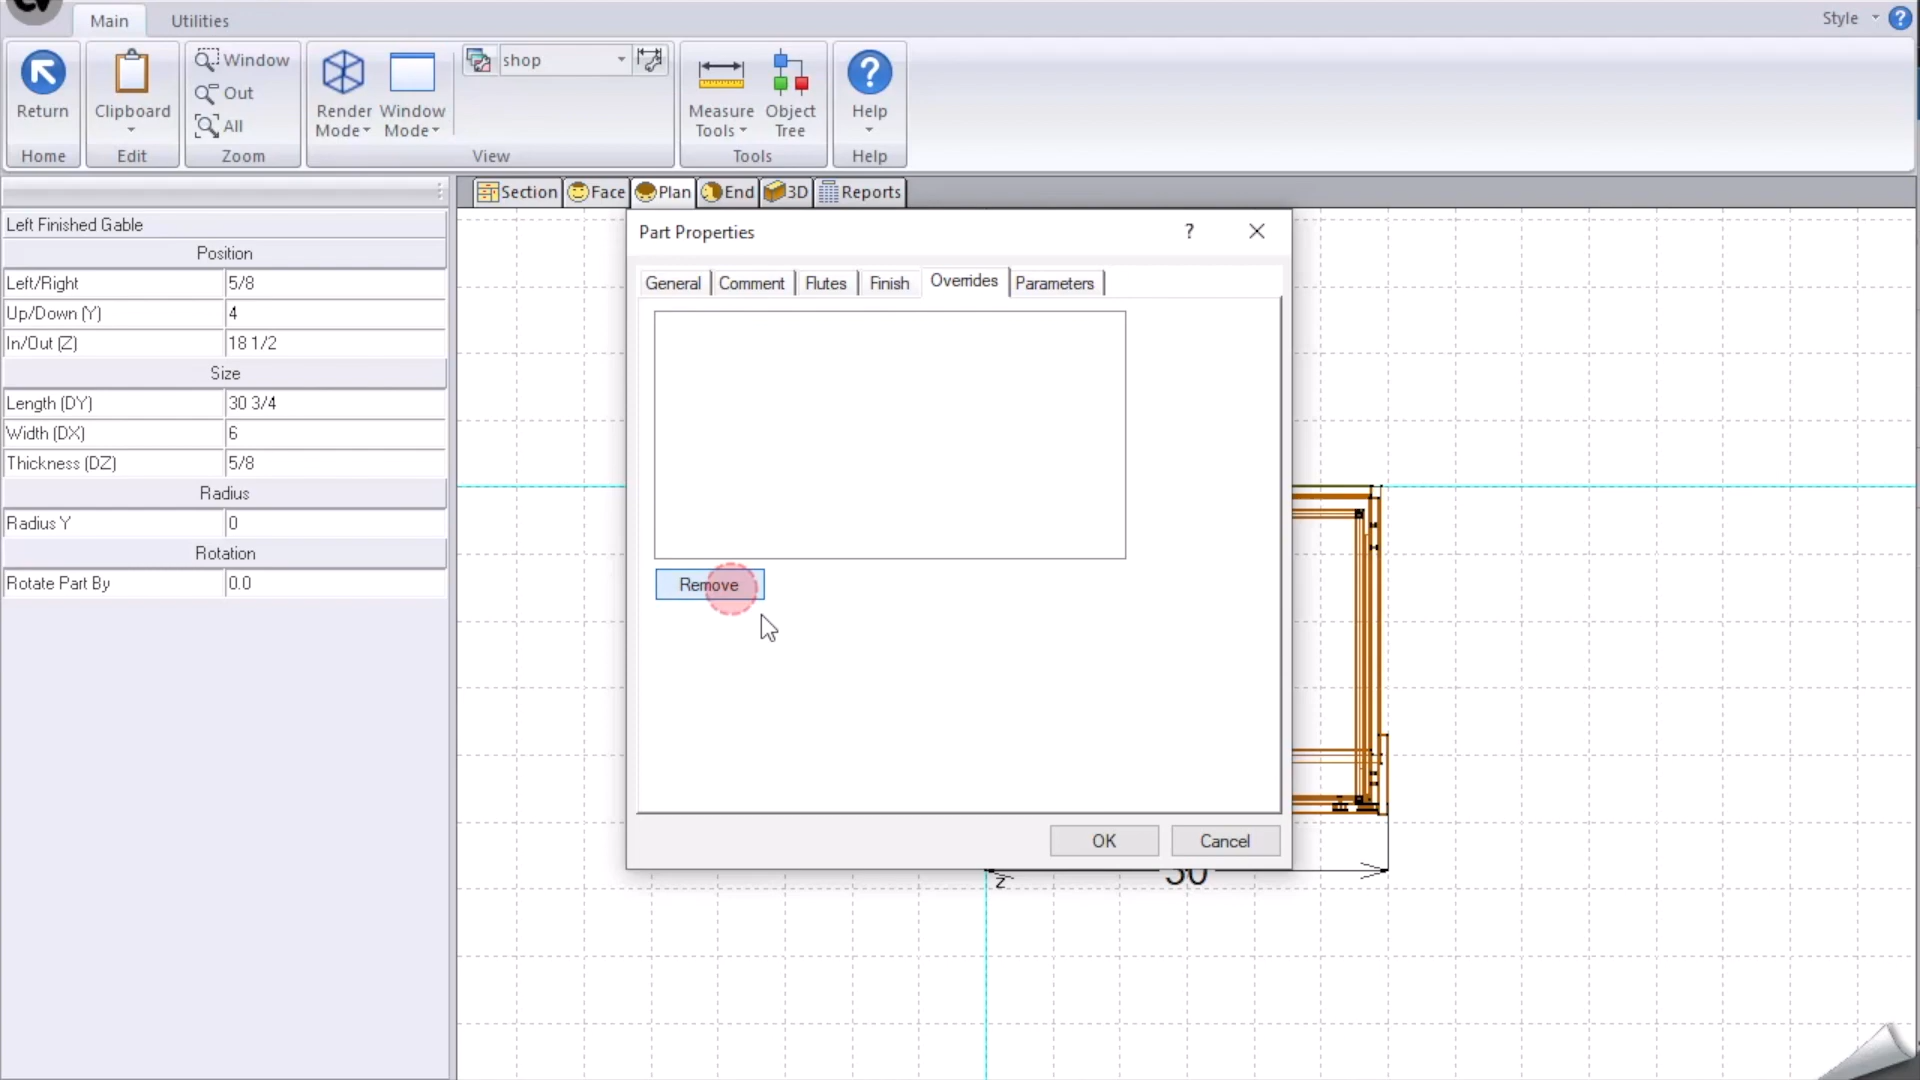 Main Utilities Style
Return
Home
Clipboard
Edit
Window
Out
All
Zoom
Render Mode
Window Mode
shop
View
Measure Tools
Object Tree
Tools
Help
Help
Section Face Plan End 3D Reports
Left Finished Gable
Position
Left/Right 5/8
Up/Down (Y) 4
In/Out (Z) 18 1/2
Size
Length (DY) 30 3/4
Width (DX) 6
Thickness (DZ) 5/8
Radius
Radius Y 0
Rotation
Rotate Part By 0.0
Part Properties ?
General Comment Flutes Finish Overrides Parameters
Remove
OK Cancel
Z
30